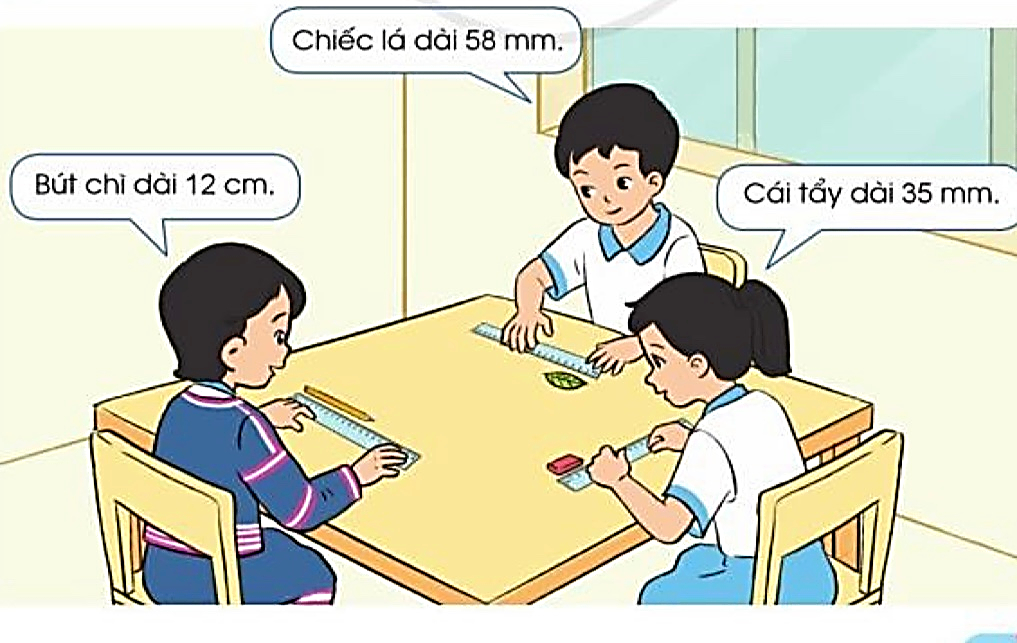 Chiếc lá dài 58 mm.
Bút chì dài 12 cm.
Cái tẩy dài 35 mm.